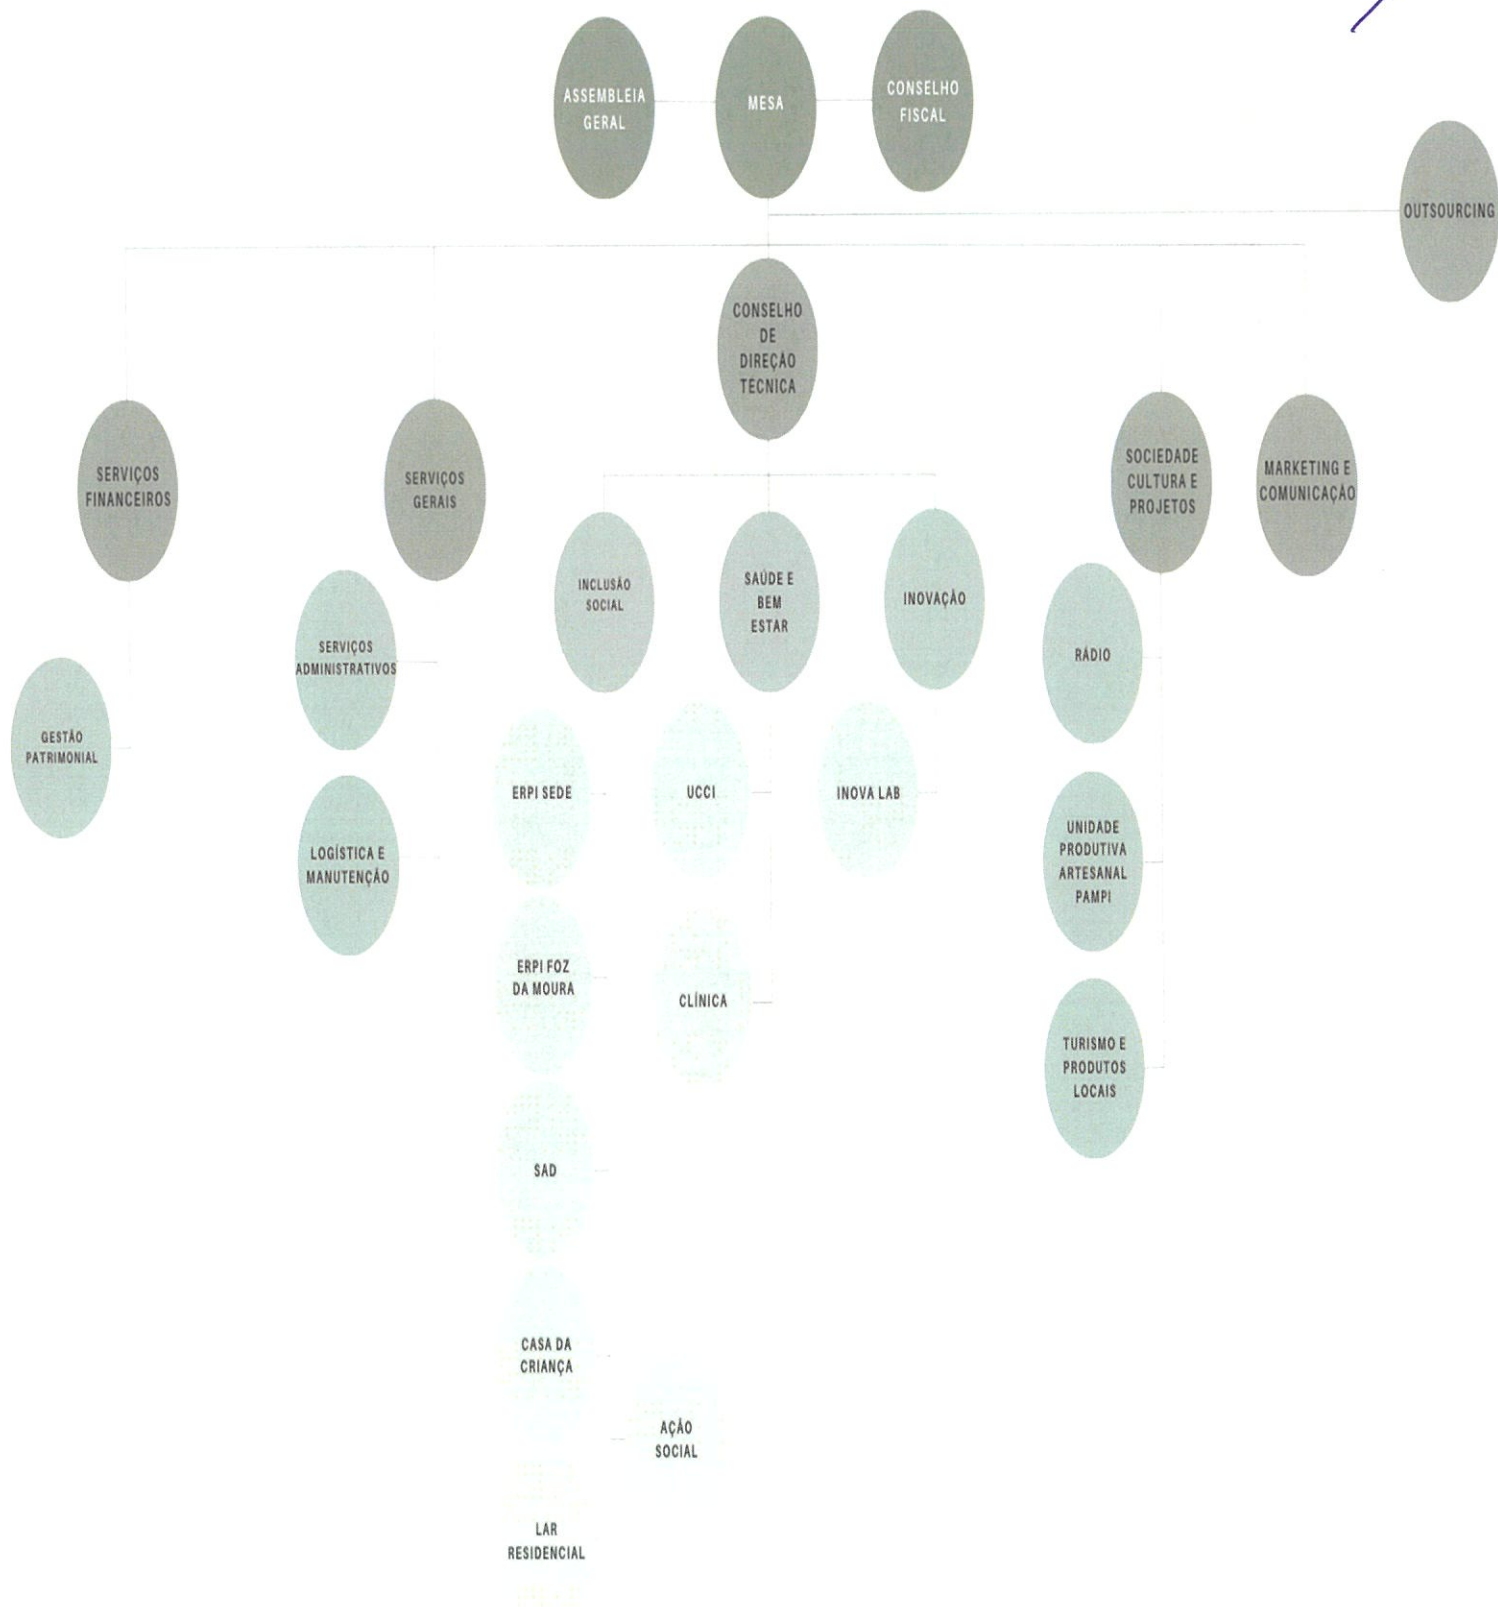 ASSEMBLEIA
GERAL
MESA
CONSELHO
FISCAL
OUTSOURCING
CONSELHO
DE
DIREÇÃO
TÉCNICA
SERVIÇOS
FINANCEIROS
SERVIÇOS
GERAIS
SOCIEDADE
CULTURA E
PROJETOS
MARKETING E
COMUNICAÇÃO
INCLUSÃO
SOCIAL
SAÚDE E
BEM
ESTAR
INOVAÇÃO
GESTÃO
PATRIMONIAL
SERVIÇOS
ADMINISTRATIVOS
LOGÍSTICA E
MANUTENÇÃO
ERPI SEDE
ERPI FOZ
DA MOURA
SAD
CASA DA
CRIANÇA
AÇÃO
SOCIAL
LAR
RESIDENCIAL
UCCI
CLÍNICA
INOVA LAB
RÁDIO
UNIDADE
PRODUTIVA
ARTESANAL
PAMPI
TURISMO E
PRODUTOS
LOCAIS